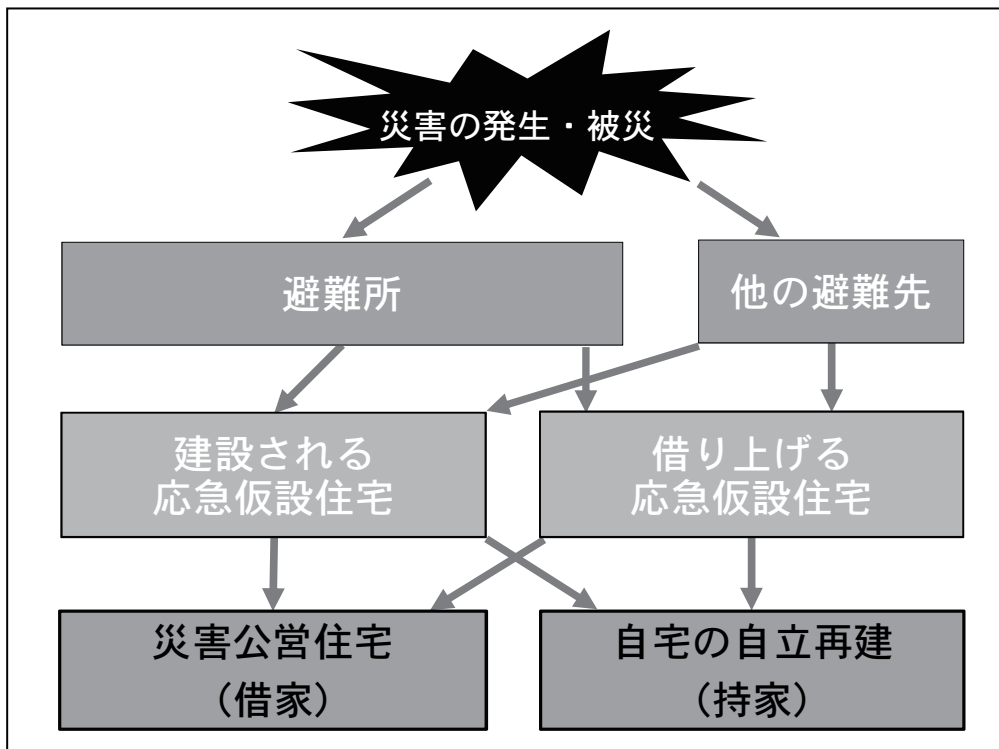 災害の発生・被災
避難所
他の避難先
建設される
応急仮設住宅
借り上げる
応急仮設住宅
災害公営住宅
（借家）
自宅の自立再建
（持家）